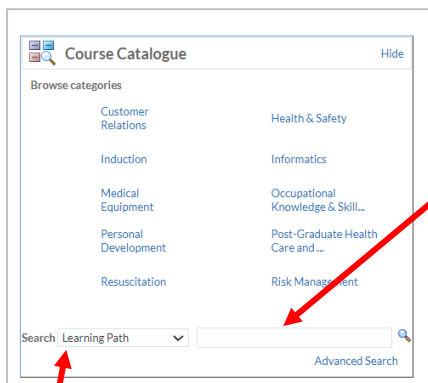 Course Catalogue Hide
Browse categories
Customer
Relations
Health & Safety
Induction
Informatics
Medical
Equipment
Occupational
Knowledge & Skill...
Personal
Development
Post-Graduate Health
Care and ...
Resuscitation
Risk Management
Search Learning Path
Advanced Search